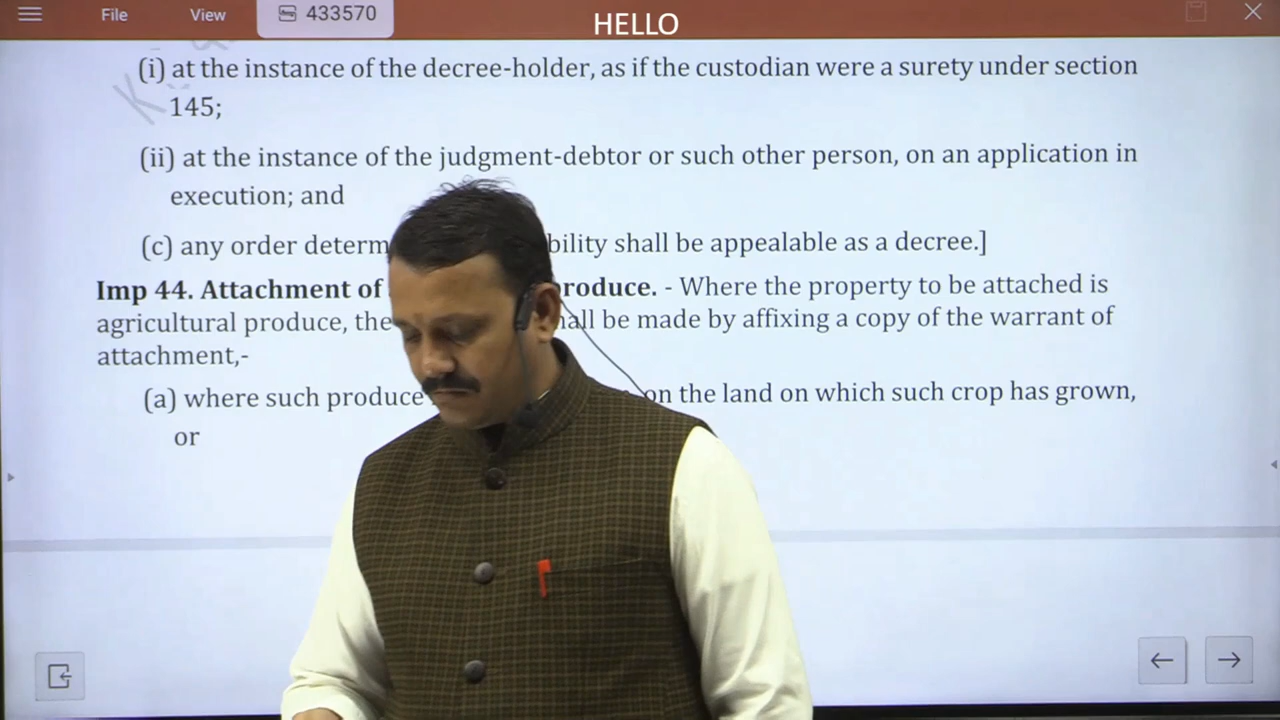 File View 433570
HELLO
(i) at the instance of the decree-holder, as if the custodian were a surety under section
145;
(ii) at the instance of the judgment-debtor or such other person, on an application in
execution; and
(c) any order determ bility shall be appealable as a decree.]
Imp 44. Attachment of roduce. - Where the property to be attached is
agricultural produce, the hall be made by affixing a copy of the warrant of
attachment,-
(a) where such produce on the land on which such crop has grown,
or